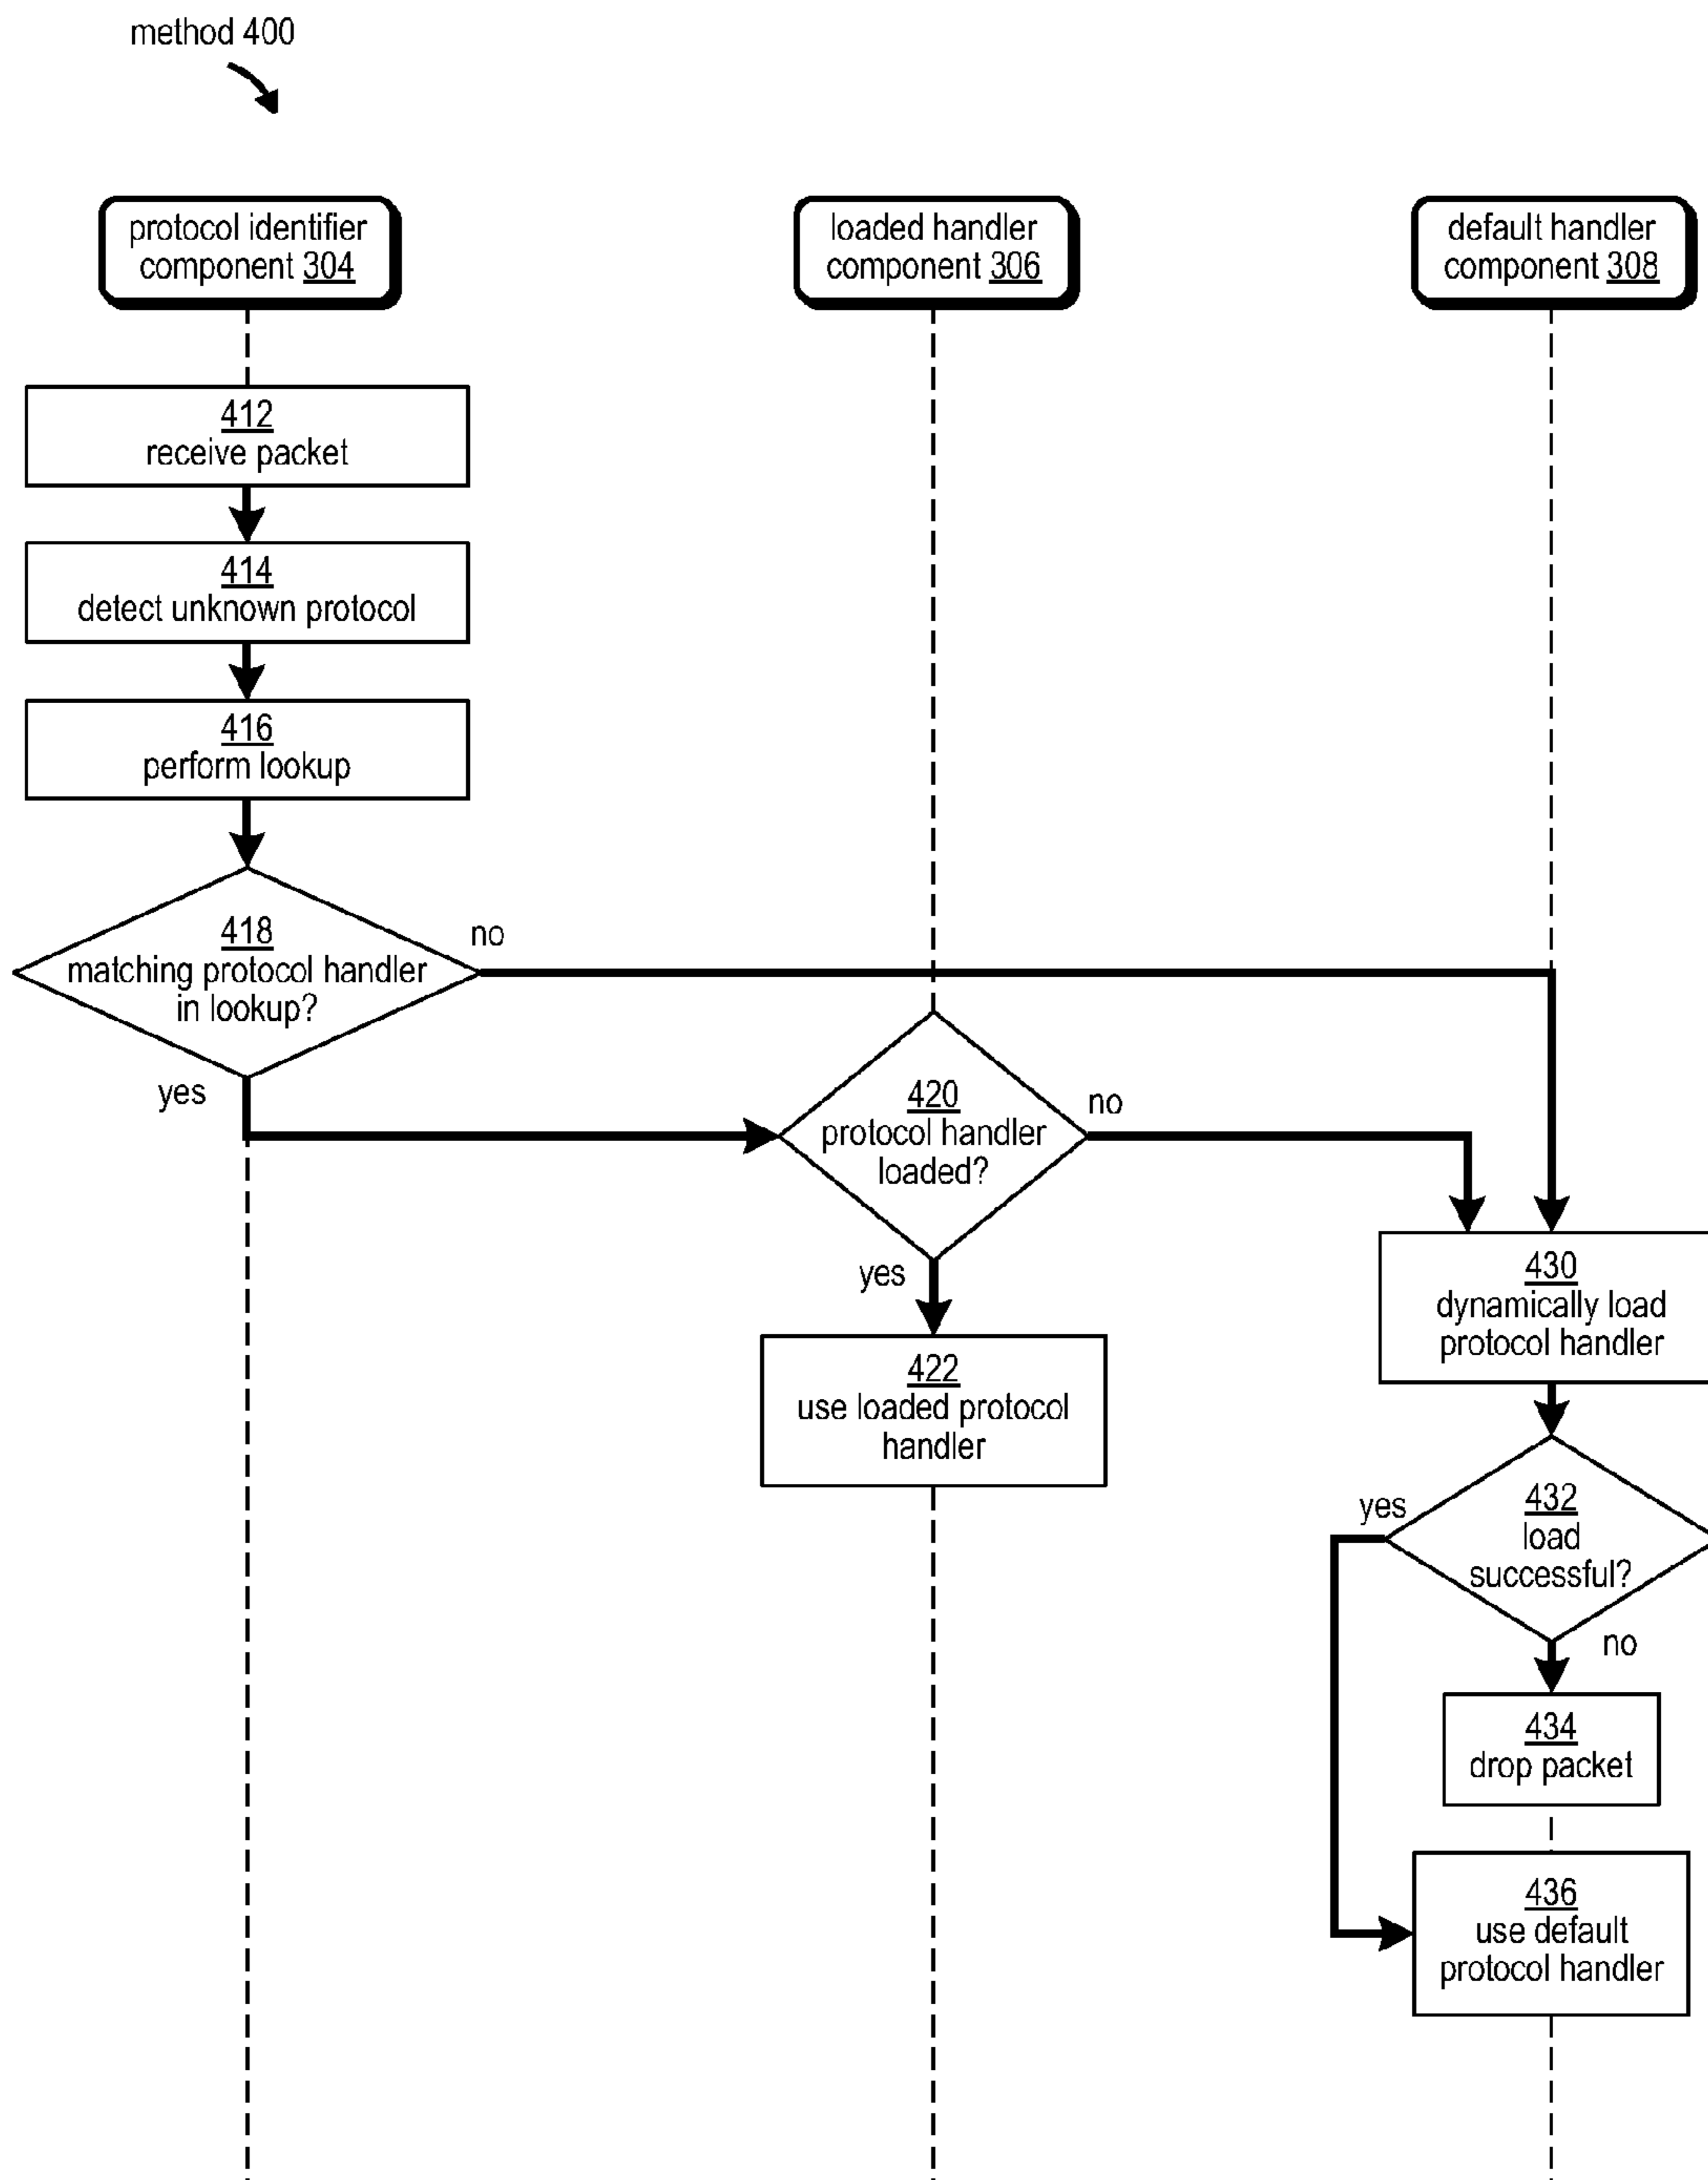 method 400
protocol identifier
component 304
loaded handler
component 306
default handler
component 308
412
receive packet
414
detect unknown protocol
416
perform lookup
418
matching protocol handler
in lookup?
no
yes
420
protocol handler
loaded?
no
yes
422
use loaded protocol
handler
430
dynamically load
protocol handler
432
load
successful?
yes
no
434
drop packet
436
use default
protocol handler